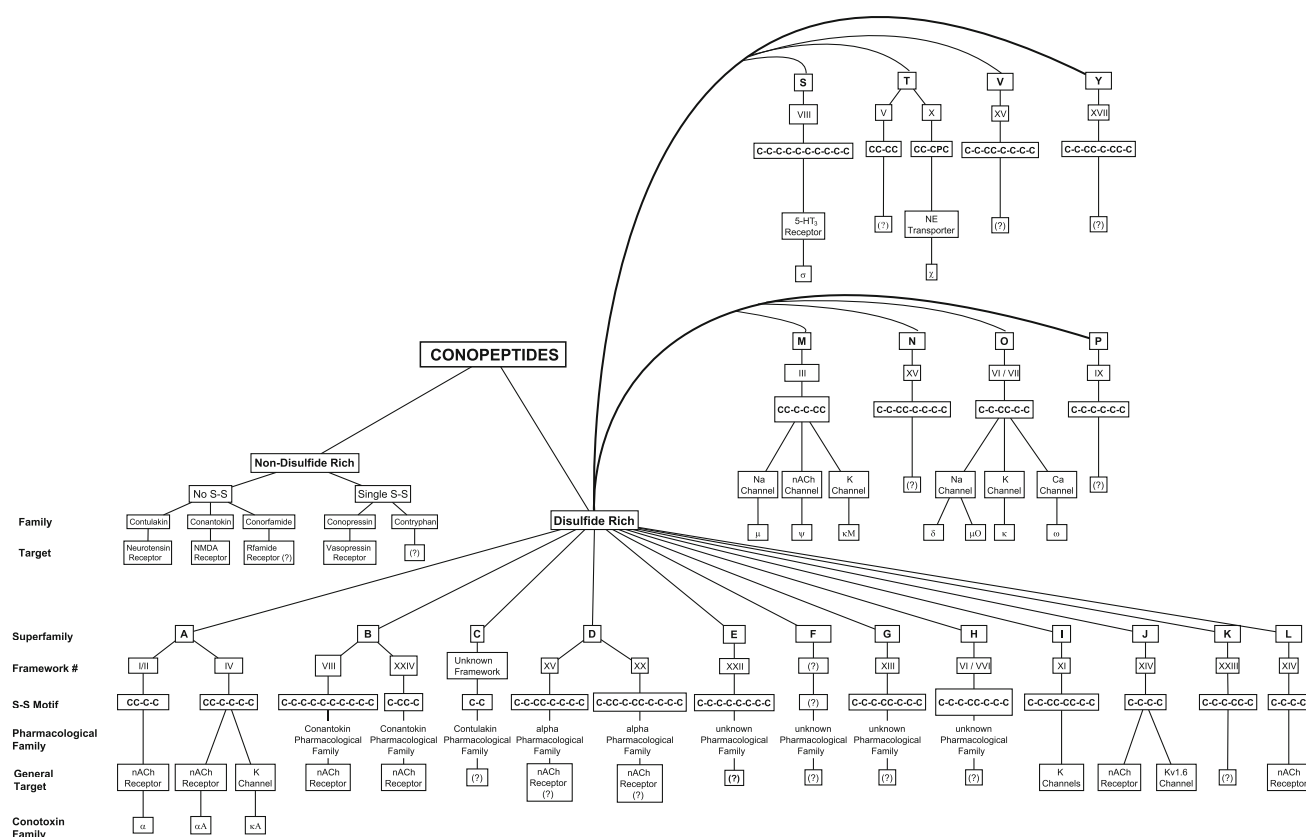 S T V Y
VIII V X XV XVII
C-C-C-C-C-C-C-C-C-C CC-CC CC-CPC C-C-CC-C-C-C-C C-C-CC-C-CC-C
5-HT3
Receptor
(?)
NE
Transporter
(?)
(?)
σ χ
M N O P
III XV VI / VII IX
CC-C-C-CC C-C-CC-C-C-C-C C-C-CC-C-C C-C-C-C-C-C
Na
Channel
nACh
Channel
K
Channel
(?)
Na
Channel
K
Channel
Ca
Channel
(?)
μ ψ κM δ μO κ ω
CONOPEPTIDES
Non-Disulfide Rich
No S-S Single S-S
Disulfide Rich
Family Contulakin Conantokin Conorfamide Conopressin Contryphan
Target
Neurotensin
Receptor
NMDA
Receptor
Rfamide
Receptor (?)
Vasopressin
Receptor
(?)
Superfamily A B C D E F G H I J K L
Framework # I/II IV VIII XXIV
Unknown
Framework
XV XX XXII (?) XIII VI / VVI XI XIV XXIII XIV
S-S Motif CC-C-C CC-C-C-C-C C-C-C-C-C-C-C-C-C-C C-CC-C C-C C-C-CC-C-C-C-C C-CC-C-CC-C-C-C-C C-C-C-C-C-C-C-C (?) C-C-C-CC-C-C-C C-C-CC-C-C C-C-CC-CC-C-C C-C-C-C C-C-C-CC-C C-C-C-C
Pharmacological
Family
Conantokin
Pharmacological
Family
Conantokin
Pharmacological
Family
Contulakin
Pharmacological
Family
alpha
Pharmacological
Family
alpha
Pharmacological
Family
unknown
Pharmacological
Family
unknown
Pharmacological
Family
unknown
Pharmacological
Family
unknown
Pharmacological
Family
General
Target
nACh
Receptor
nACh
Receptor
K
Channel
nACh
Receptor
nACh
Receptor
(?)
nACh
Receptor
(?)
nACh
Receptor
(?)
(?)
(?)
(?)
(?)
K
Channels
nACh
Receptor
Kv1.6
Channel
(?)
nACh
Receptor
Conotoxin
Family
α αA κA